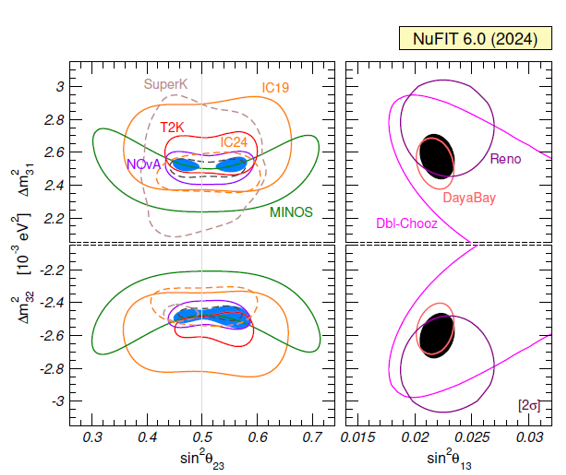 NuFIT 6.0 (2024)
SuperK
IC19
T2K
IC24
NOvA
MINOS
Reno
DayaBay
Dbl-Chooz
[2σ]
3
2.8
2.6
2.4
2.2
-2.2
-2.4
-2.6
-2.8
-3
Δm²₃₁
[10⁻³ eV²]
Δm²₃₂
0.3 0.4 0.5 0.6 0.7
0.015 0.02 0.025 0.03
sin²θ₂₃
sin²θ₁₃